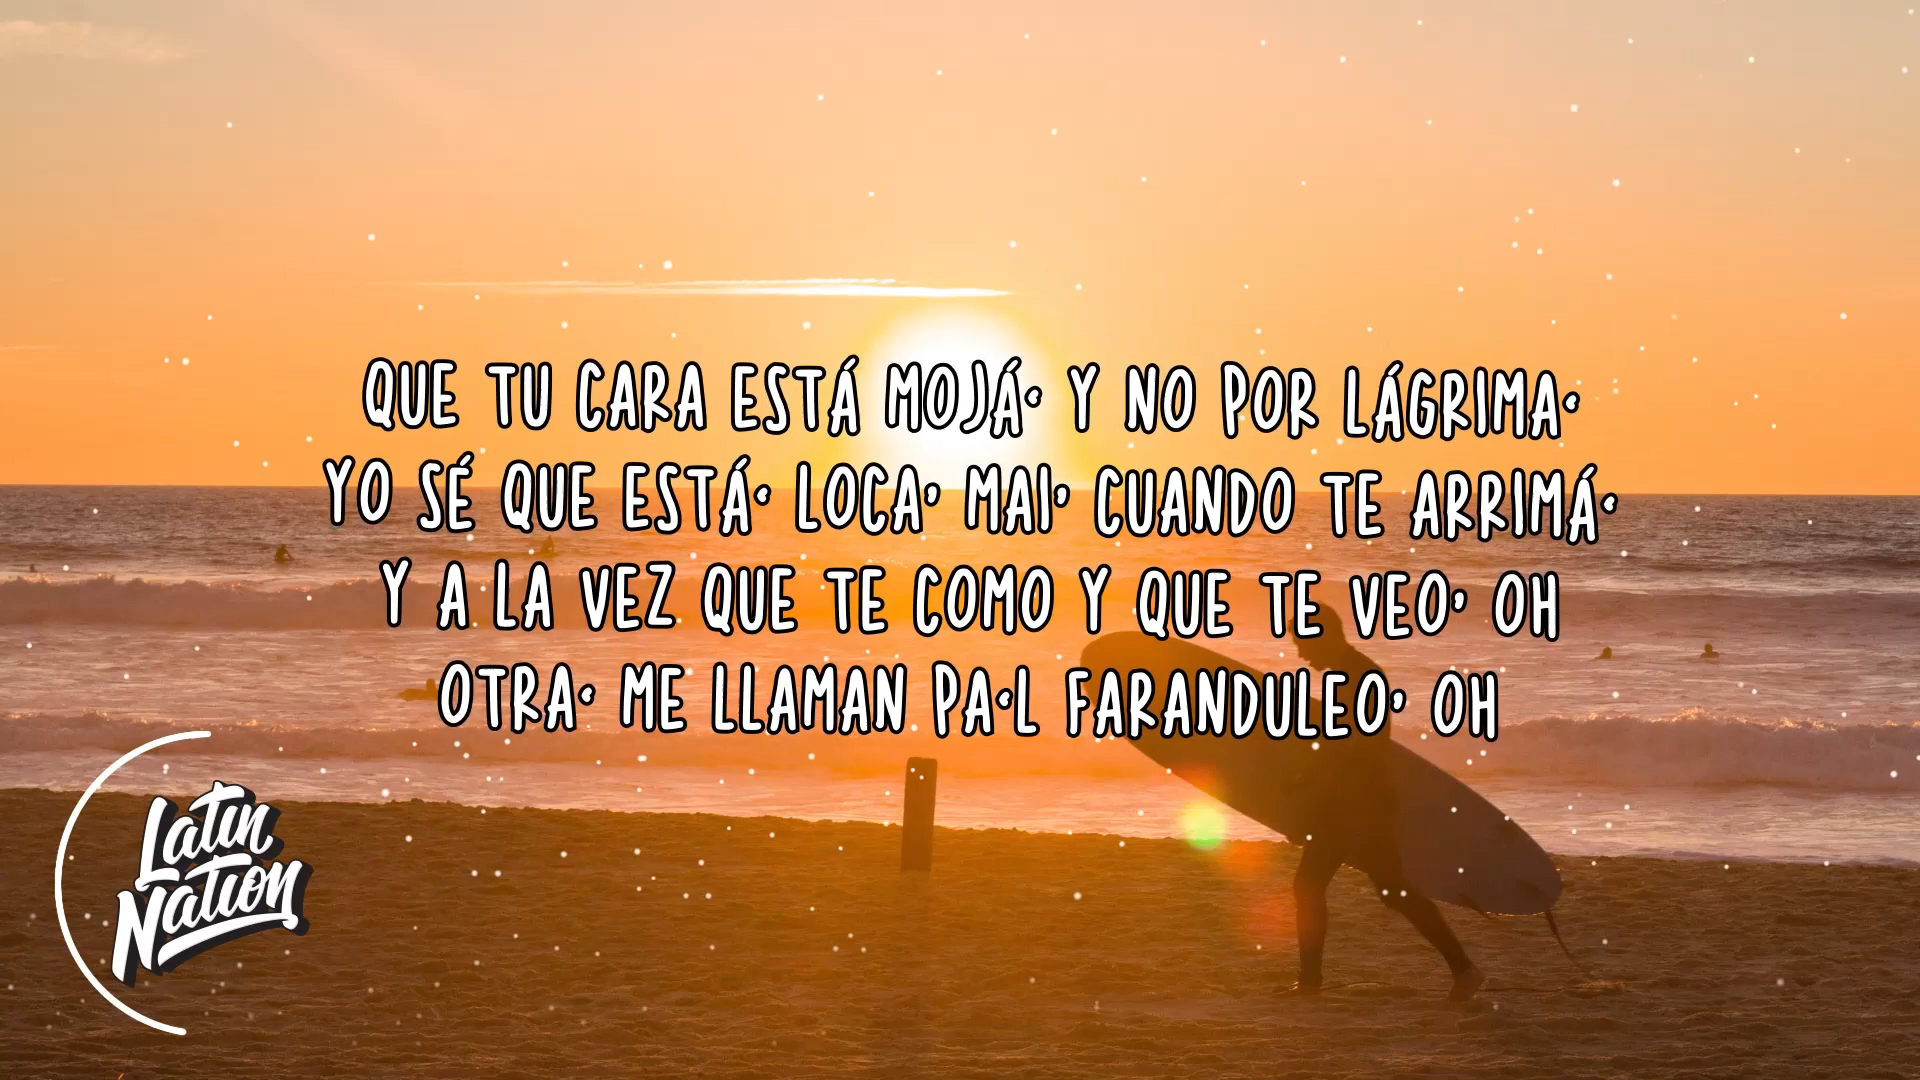 QUE TU CARA ESTÁ MOJÁ' Y NO POR LÁGRIMA'
YO SÉ QUE ESTÁ' LOCA, MAI, CUANDO TE ARRIMÁ'
Y A LA VEZ QUE TE COMO Y QUE TE VEO, OH
OTRA' ME LLAMAN PA'L FARANDULEO, OH
Latin
Nation